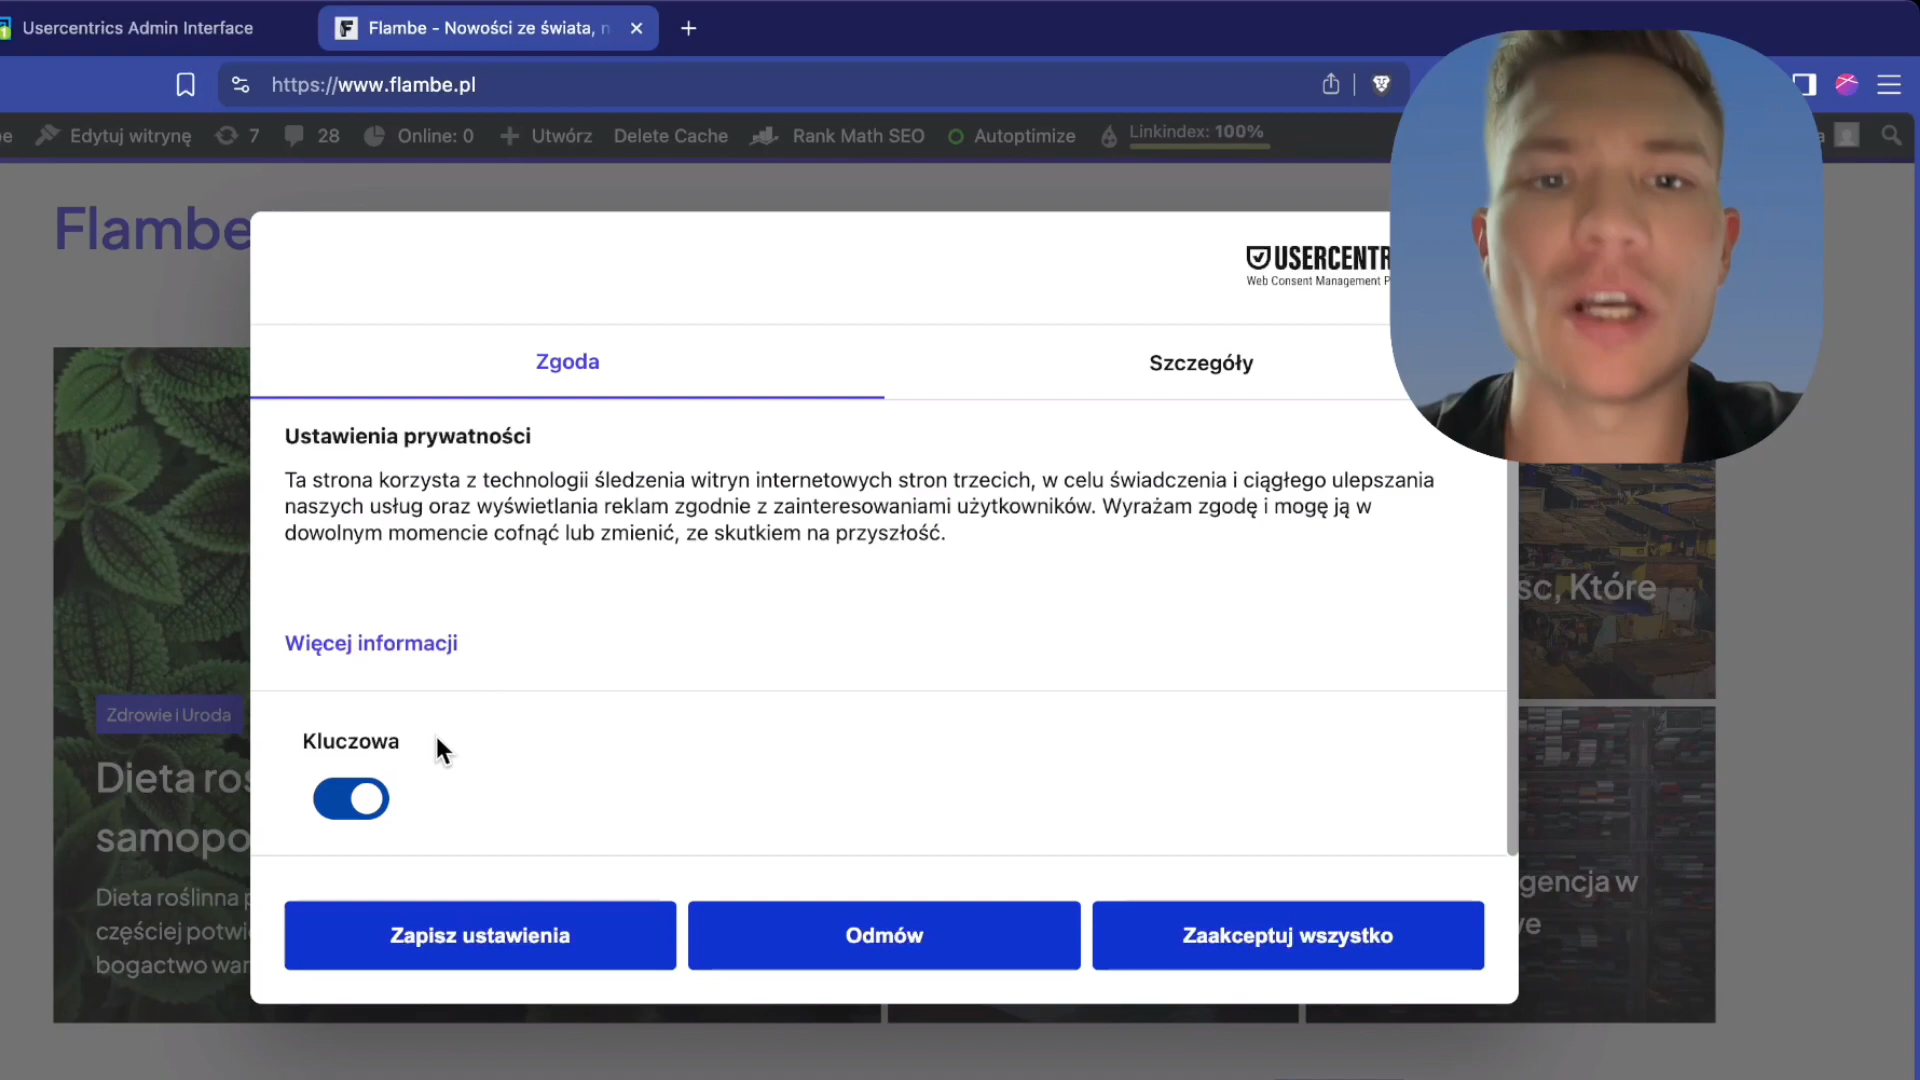 Usercentrics Admin Interface
Flambe - Nowości ze świata, n
https://www.flambe.pl
Edytuj witrynę
7
28
Online: 0
Utwórz
Delete Cache
Rank Math SEO
Autoptimize
Linkindex: 100%
Flambe
USERCENTR
Web Consent Management P
Zgoda
Szczegóły
Ustawienia prywatności
Ta strona korzysta z technologii śledzenia witryn internetowych stron trzecich, w celu świadczenia i ciągłego ulepszania
naszych usług oraz wyświetlania reklam zgodnie z zainteresowaniami użytkowników. Wyrażam zgodę i mogę ją w
dowolnym momencie cofnąć lub zmienić, ze skutkiem na przyszłość.
Więcej informacji
Kluczowa
Zapisz ustawienia
Odmów
Zaakceptuj wszystko
Zdrowie i Uroda
Dieta roś
samopo
Dieta roślinna p
częściej potwi
bogactwo war
sc, Które
gencja w